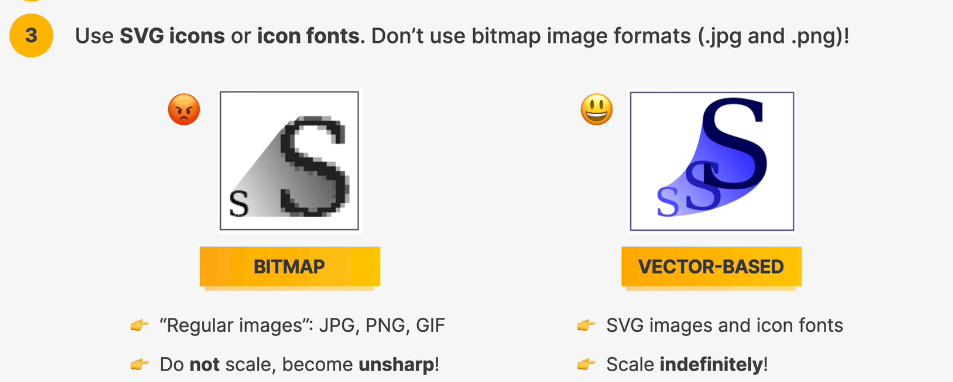 3 Use SVG icons or icon fonts. Don’t use bitmap image formats (.jpg and .png)!
S S
S S S
BITMAP
VECTOR-BASED
👉 “Regular images”: JPG, PNG, GIF
👉 SVG images and icon fonts
👉 Do not scale, become unsharp!
👉 Scale indefinitely!